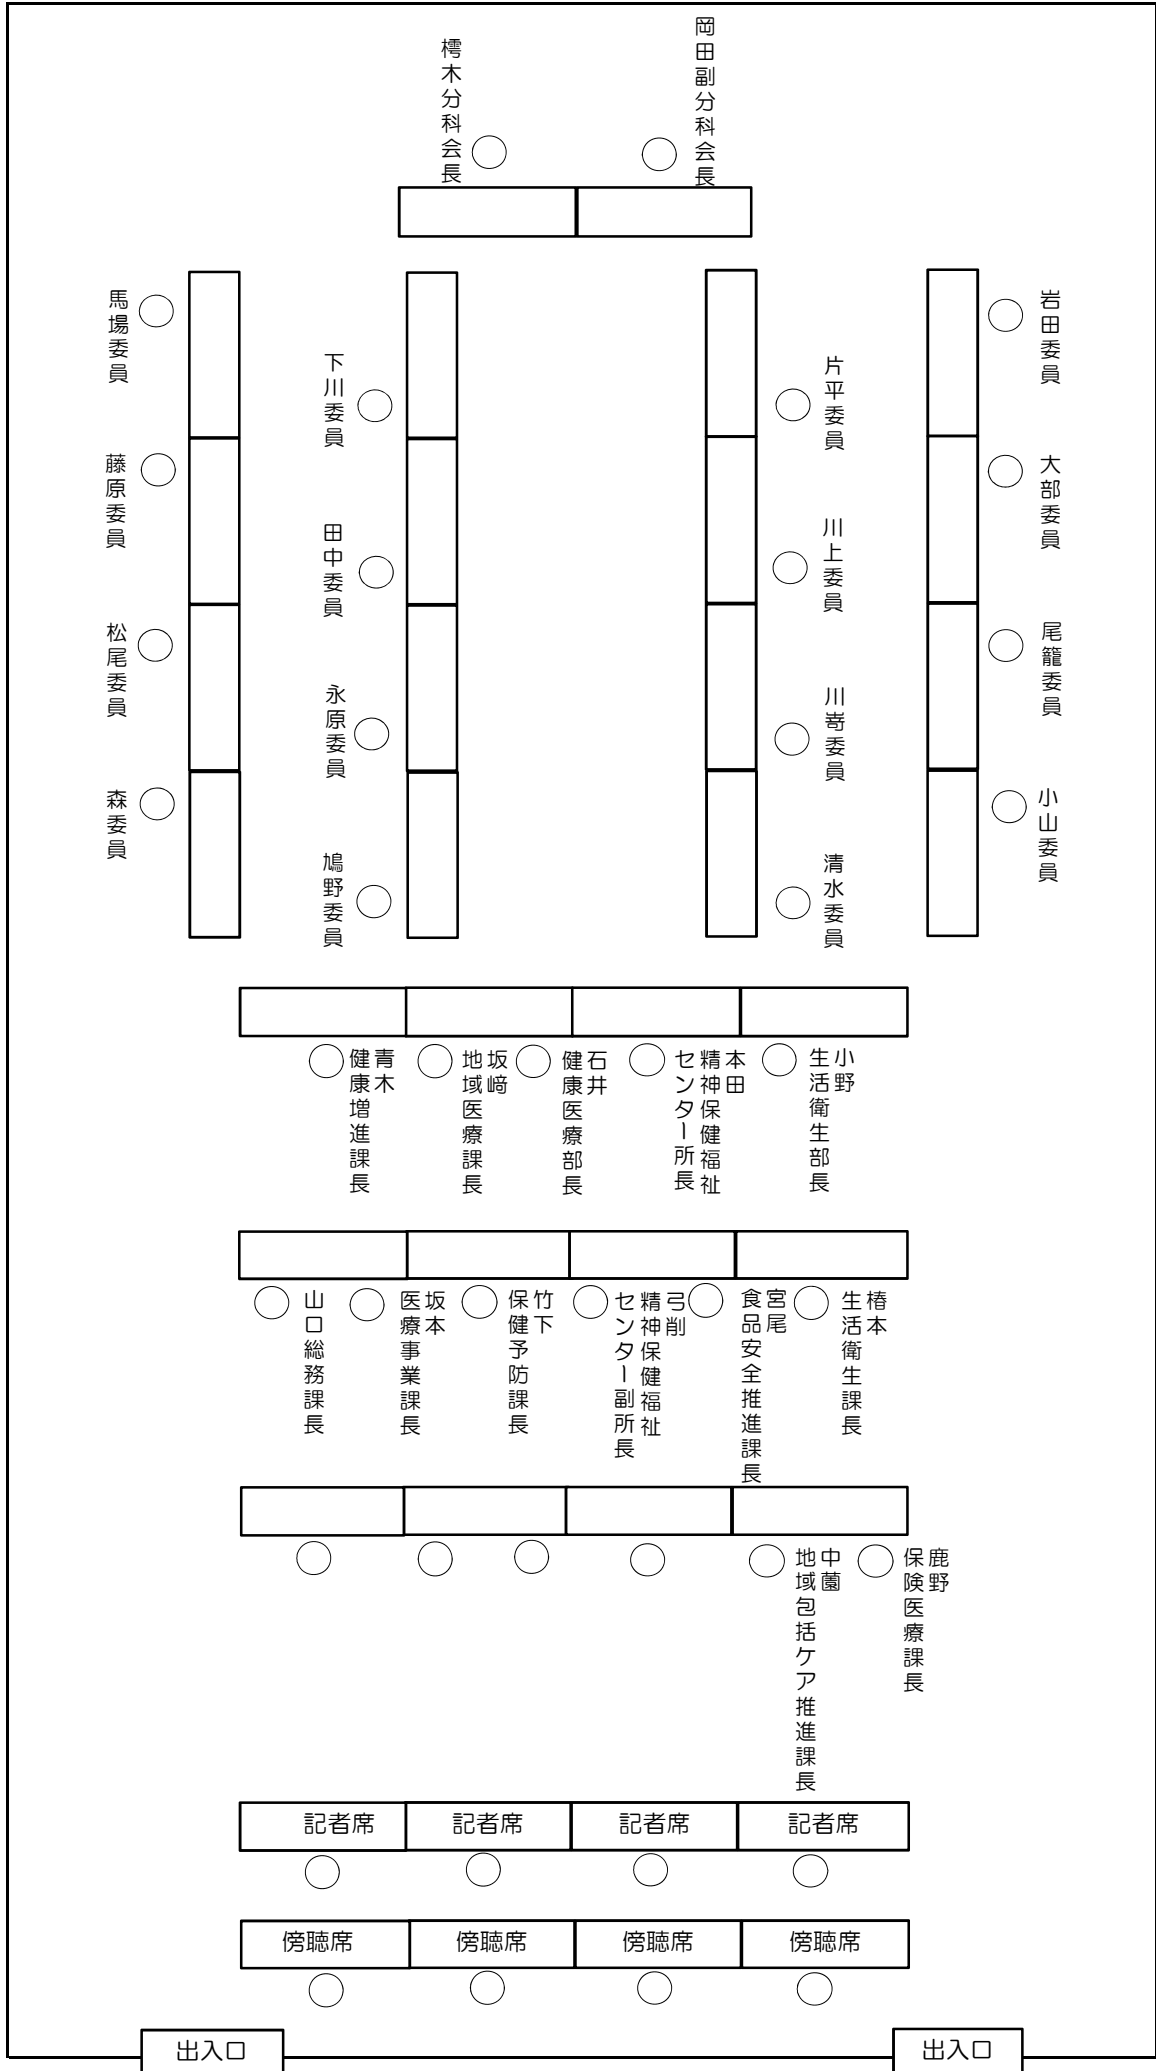 樗木分科会長
岡田副分科会長
馬場委員
藤原委員
松尾委員
森委員
下川委員
田中委員
永原委員
鳩野委員
片平委員
川上委員
川嵜委員
清水委員
岩田委員
大部委員
尾籠委員
小山委員
青木
健康増進課長
坂﨑
地域医療課長
石井
健康医療部長
本田
精神保健福祉
センター所長
小野
生活衛生部長
山口総務課長
坂本
医療事業課長
竹下
保健予防課長
弓削
精神保健福祉
センター副所長
宮尾
食品安全推進課長
椿本
生活衛生課長
中薗
地域包括ケア推進課長
鹿野
保険医療課長
記者席
記者席
記者席
記者席
傍聴席
傍聴席
傍聴席
傍聴席
出入口
出入口